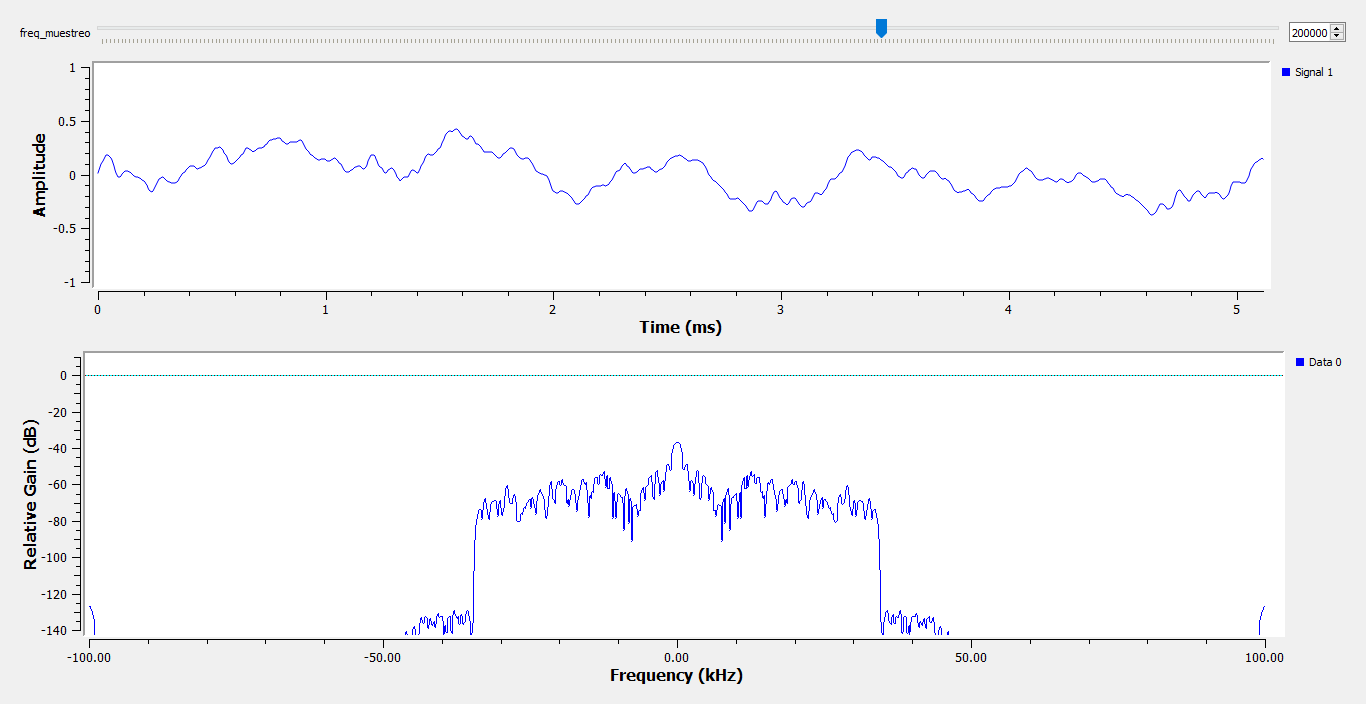 freq_muestreo
200000
1
0.5
0
-0.5
-1
Amplitude
Signal 1
0 1 2 3 4 5
Time (ms)
0
-20
-40
-60
-80
-100
-120
-140
Relative Gain (dB)
Data 0
-100.00 -50.00 0.00 50.00 100.00
Frequency (kHz)